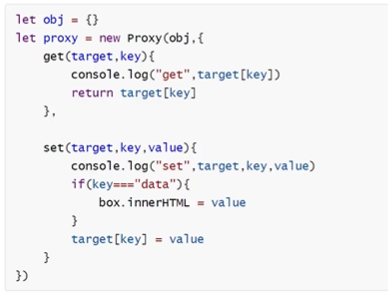 let obj = {}
let proxy = new Proxy(obj,{
    get(target,key){
        console.log("get",target[key])
        return target[key]
    },

    set(target,key,value){
        console.log("set",target,key,value)
        if(key==="data"){
            box.innerHTML = value
        }
        target[key] = value
    }
})